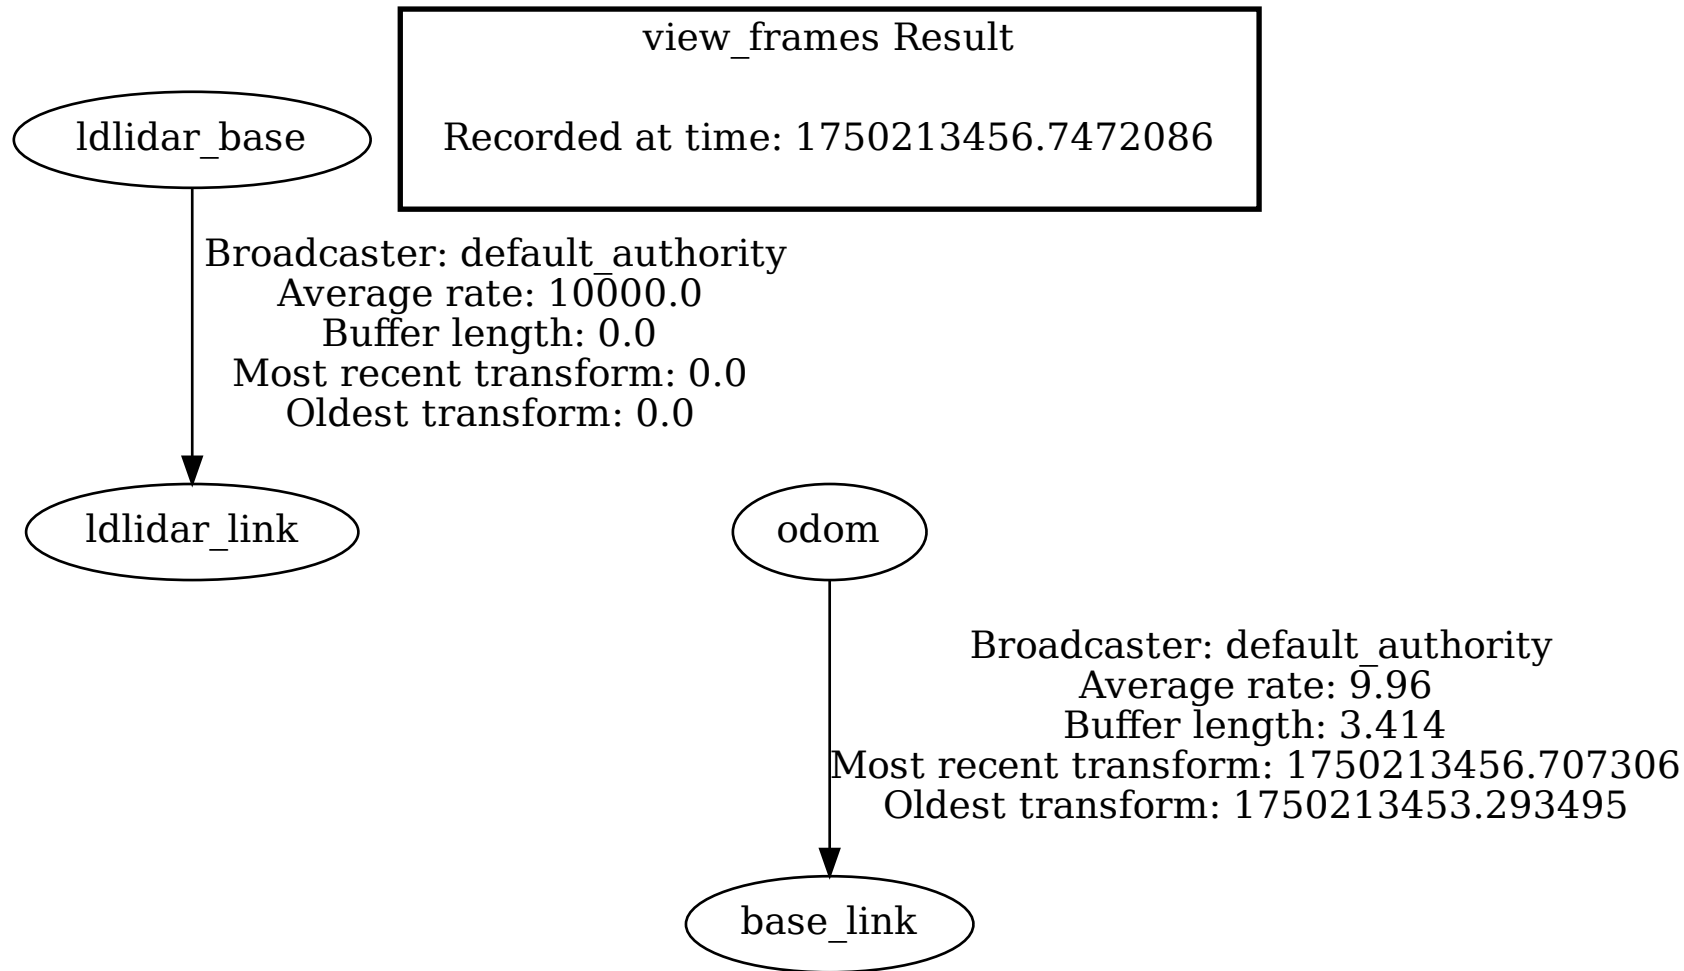 view_frames Result
Recorded at time: 1750213456.7472086
ldlidar_base
Broadcaster: default_authority
Average rate: 10000.0
Buffer length: 0.0
Most recent transform: 0.0
Oldest transform: 0.0
ldlidar_link
odom
Broadcaster: default_authority
Average rate: 9.96
Buffer length: 3.414
Most recent transform: 1750213456.707306
Oldest transform: 1750213453.293495
base_link